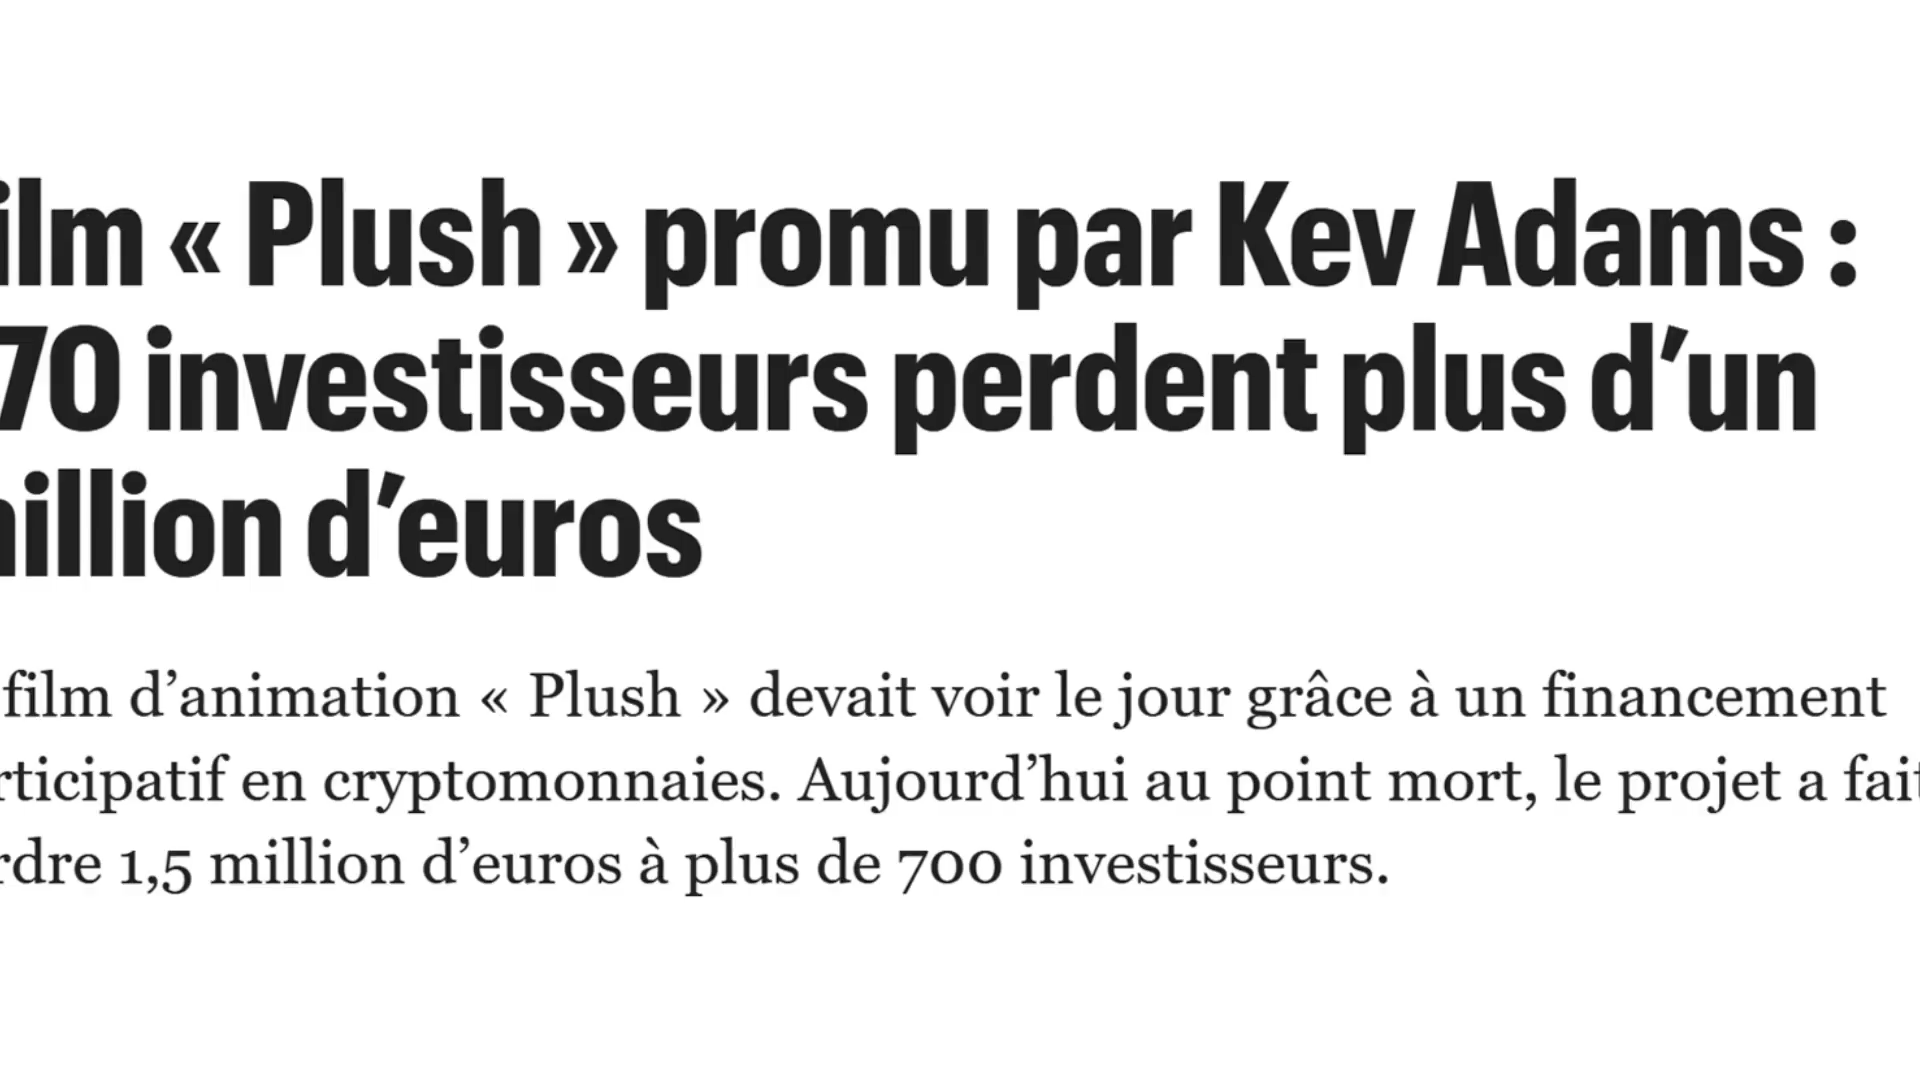 ilm « Plush » promu par Kev Adams :
70 investisseurs perdent plus d’un
illion d’euros
film d’animation « Plush » devait voir le jour grâce à un financement
rticipatif en cryptomonnaies. Aujourd’hui au point mort, le projet a fait
rdre 1,5 million d’euros à plus de 700 investisseurs.